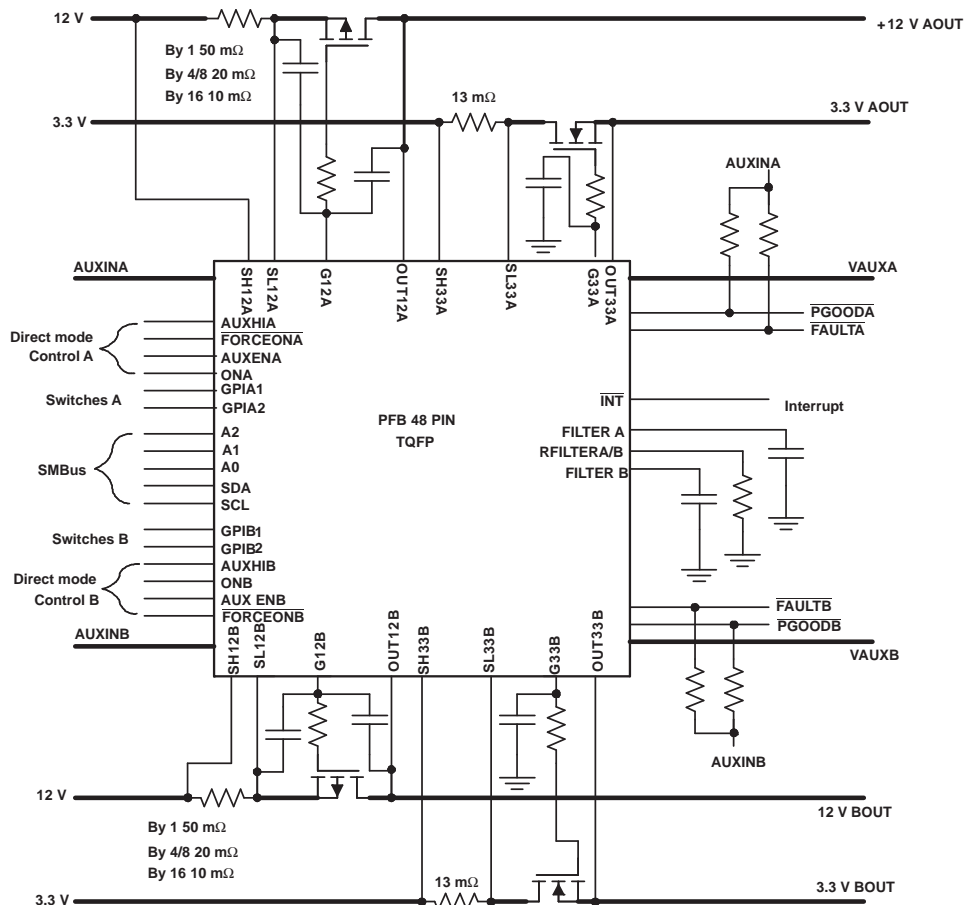 12 V
+12 V AOUT
By 1 50 mΩ
By 4/8 20 mΩ
By 16 10 mΩ
13 mΩ
3.3 V
3.3 V AOUT
AUXINA
AUXINA
VAUXA
SH12A
SL12A
G12A
OUT12A
SH33A
SL33A
G33A
OUT33A
PGOODA
FAULTA
Direct mode
Control A
AUXHIA
FORCEONA
AUXENA
ONA
Switches A
GPIA1
GPIA2
PFB 48 PIN
TQFP
INT
Interrupt
FILTER A
RFILTERA/B
FILTER B
SMBus
A2
A1
A0
SDA
SCL
Switches B
GPIB1
GPIB2
Direct mode
Control B
AUXHIB
ONB
AUX ENB
FORCEONB
AUXINB
FAULTB
PGOODB
VAUXB
SH12B
SL12B
G12B
OUT12B
SH33B
SL33B
G33B
OUT33B
AUXINB
12 V
12 V BOUT
By 1 50 mΩ
By 4/8 20 mΩ
By 16 10 mΩ
13 mΩ
3.3 V
3.3 V BOUT